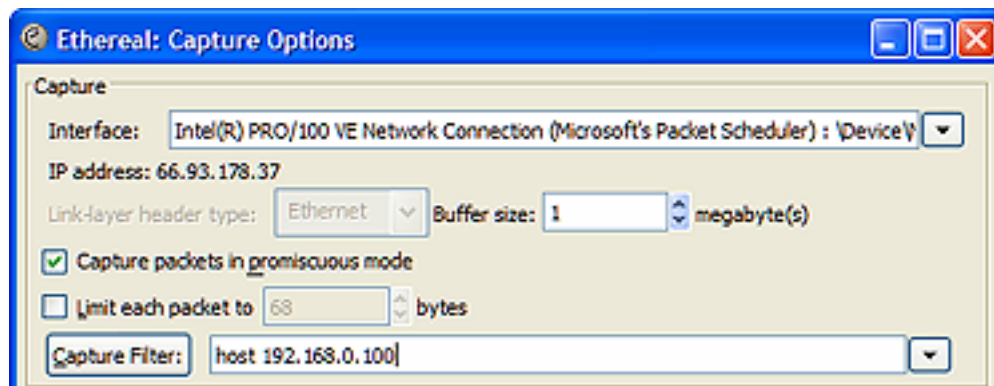 Ethereal: Capture Options
Capture
Interface: Intel(R) PRO/100 VE Network Connection (Microsoft's Packet Scheduler) : \Device\
IP address: 66.93.178.37
Link-layer header type: Ethernet Buffer size: 1 megabyte(s)
Capture packets in promiscuous mode
Limit each packet to 68 bytes
Capture Filter: host 192.168.0.100